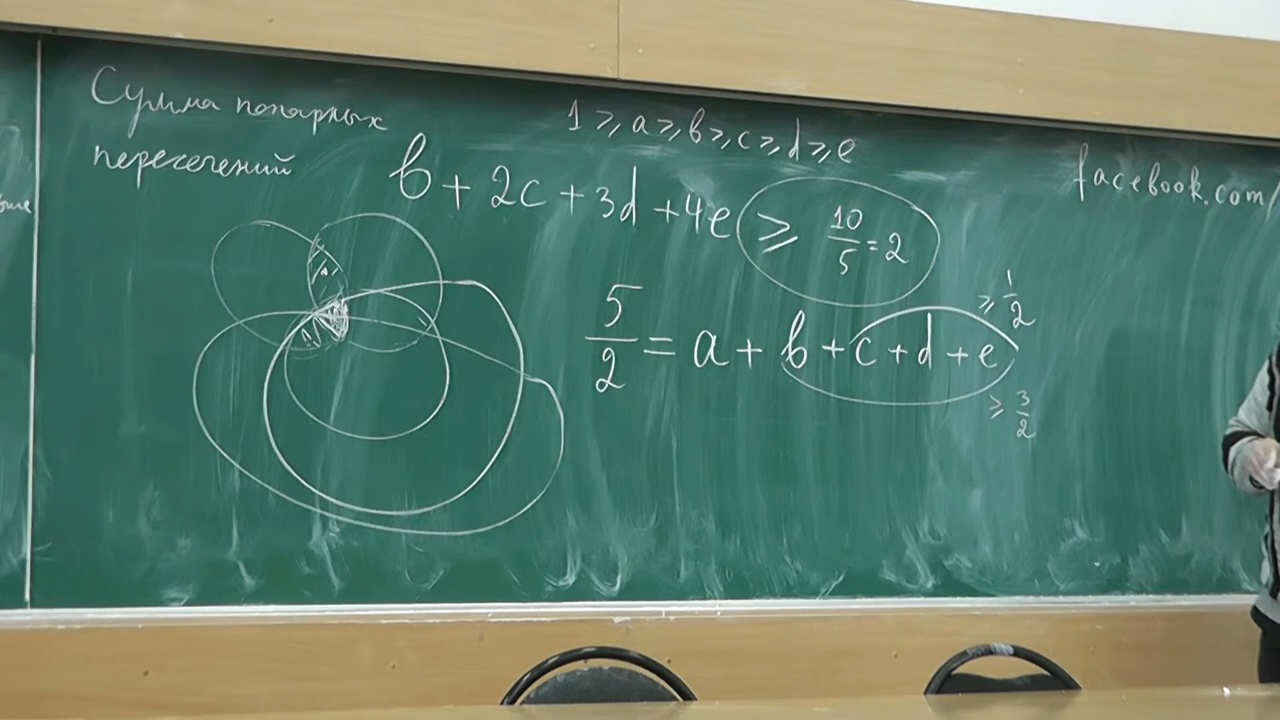 Сумма попарных
пересечений
1 ≥ a ≥ b ≥ c ≥ d ≥ e
b + 2c + 3d + 4e ≥ 10/5 = 2
5/2 = a + b + c + d + e
≥ 1/2
≥ 3/2
facebook.com/